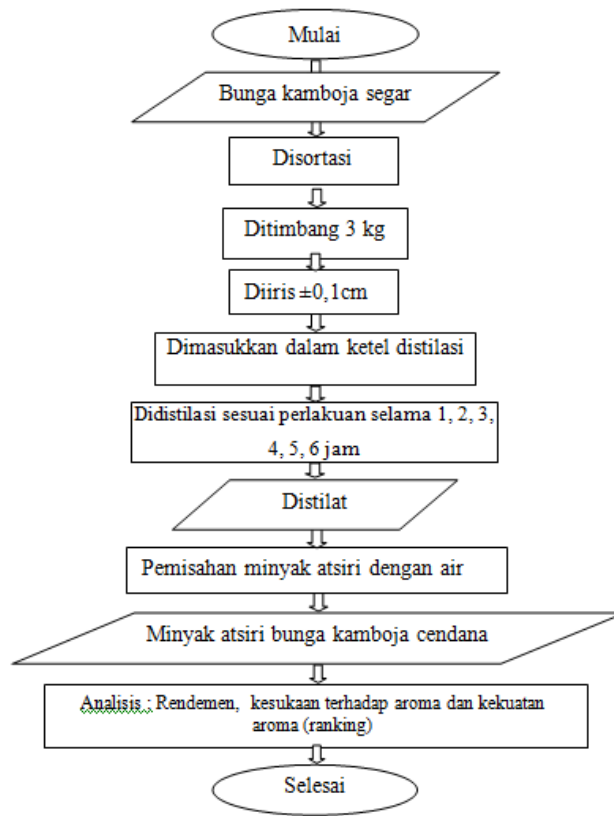 Mulai
Bunga kamboja segar
Disortasi
Ditimbang 3 kg
Diiris ±0,1cm
Dimasukkan dalam ketel distilasi
Didistilasi sesuai perlakuan selama 1, 2, 3,
4, 5, 6 jam
Distilat
Pemisahan minyak atsiri dengan air
Minyak atsiri bunga kamboja cendana
Analisis : Rendemen, kesukaan terhadap aroma dan kekuatan
aroma (ranking)
Selesai